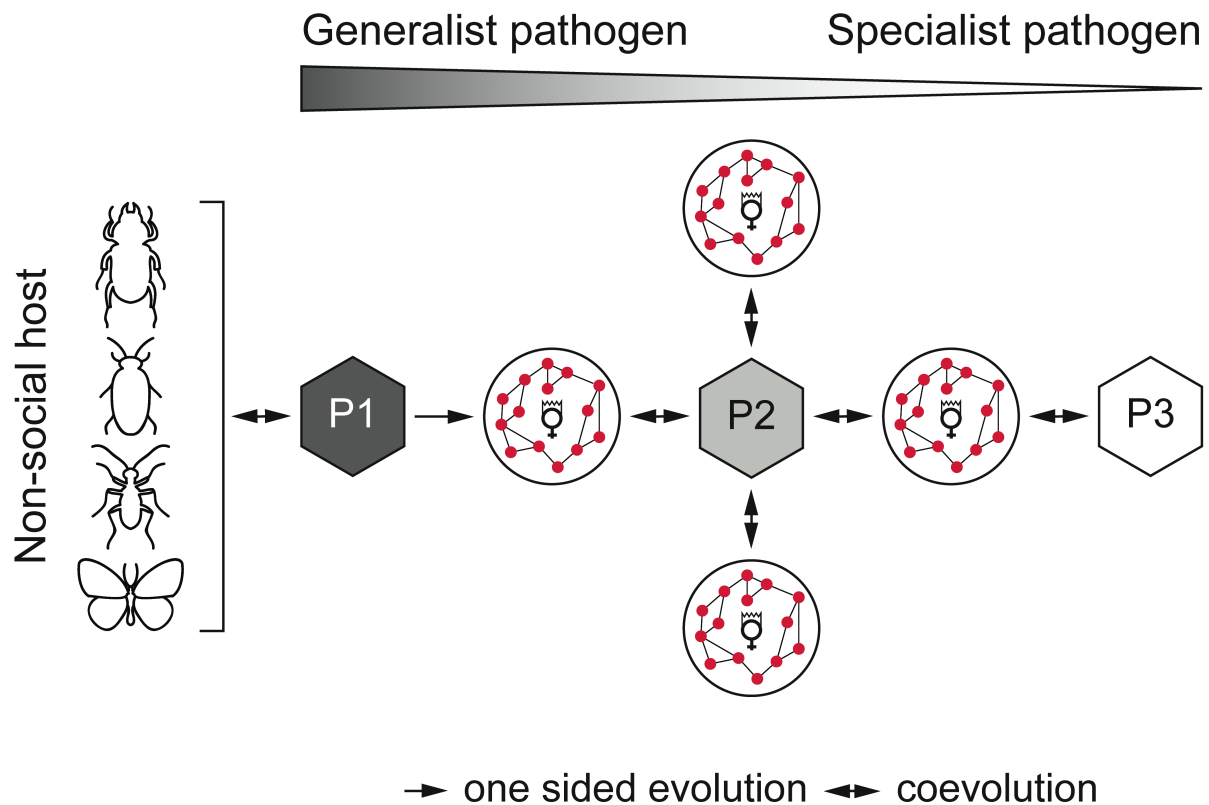 Generalist pathogen
Specialist pathogen
Non-social host
P1
P2
P3
one sided evolution
coevolution